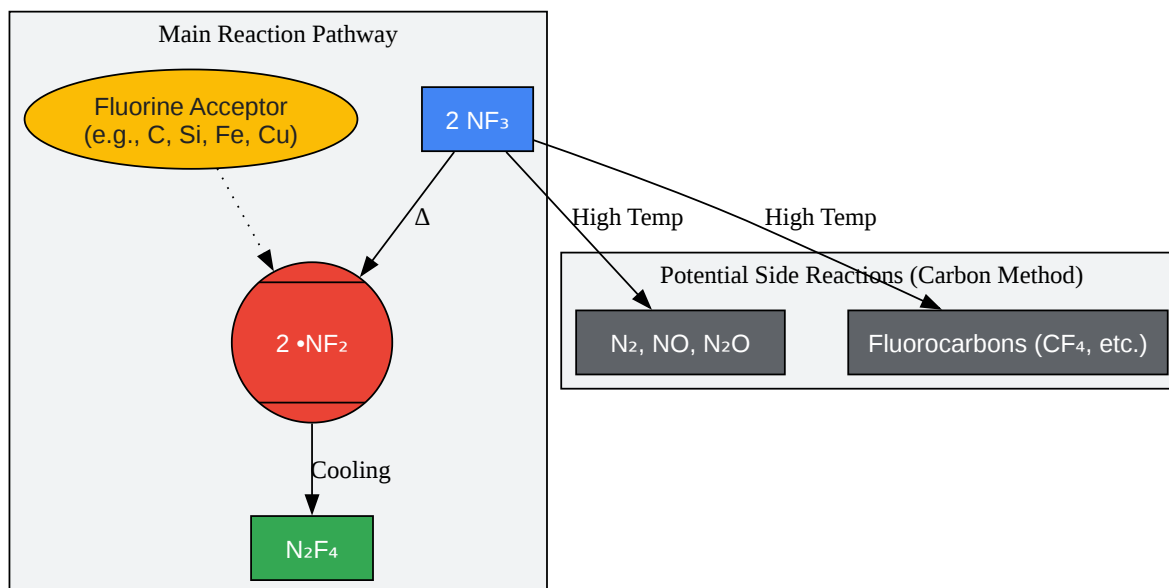 Main Reaction Pathway
Fluorine Acceptor
(e.g., C, Si, Fe, Cu)
2 NF₃
Δ
High Temp
High Temp
Potential Side Reactions (Carbon Method)
2 •NF₂
N₂, NO, N₂O
Fluorocarbons (CF₄, etc.)
Cooling
N₂F₄